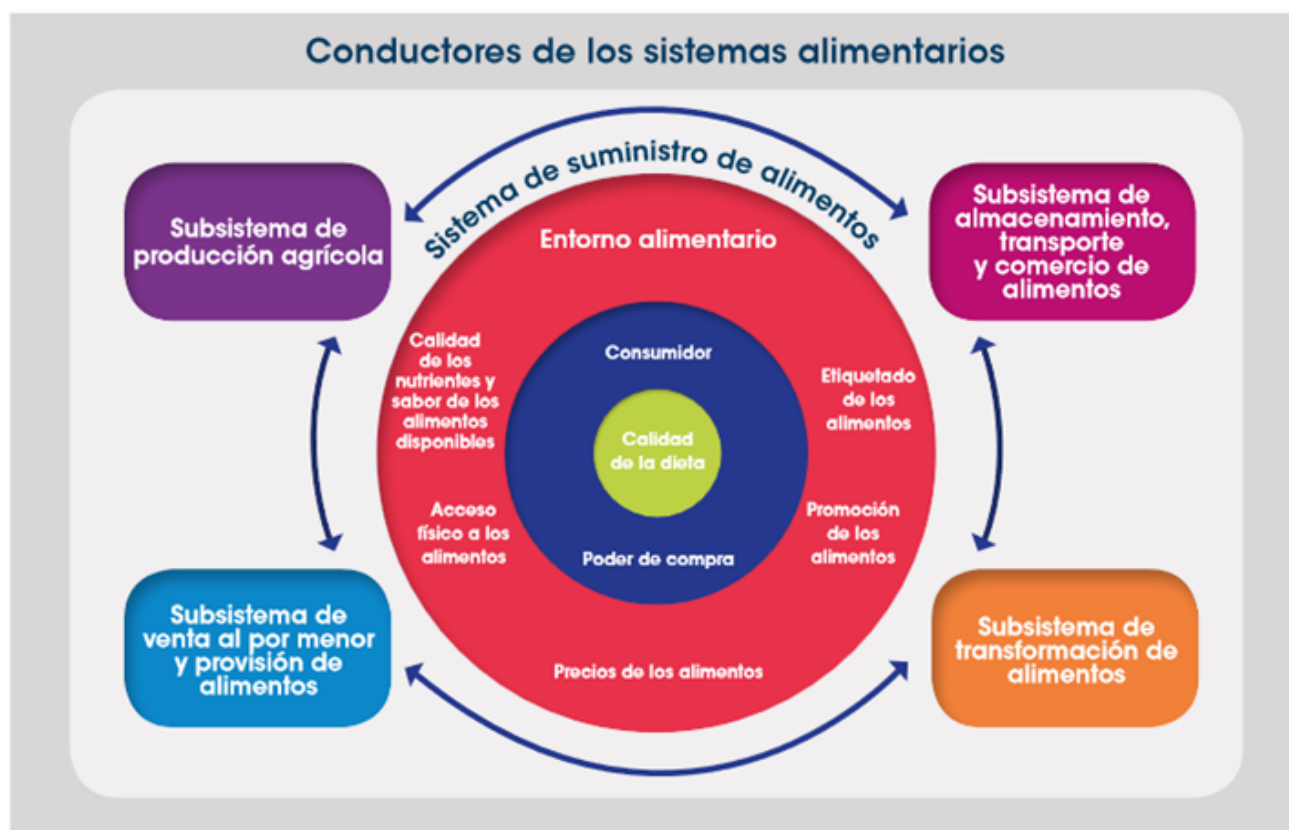 Conductores de los sistemas alimentarios
Sistema de suministro de alimentos
Subsistema de
producción agrícola
Subsistema de
almacenamiento,
transporte
y comercio de
alimentos
Entorno alimentario
Calidad
de los
nutrientes y
sabor de los
alimentos
disponibles
Consumidor
Etiquetado
de los
alimentos
Calidad
de la dieta
Acceso
físico a los
alimentos
Poder de compra
Promoción
de los
alimentos
Precios de los alimentos
Subsistema de
venta al por menor
y provisión de
alimentos
Subsistema de
transformación de
alimentos